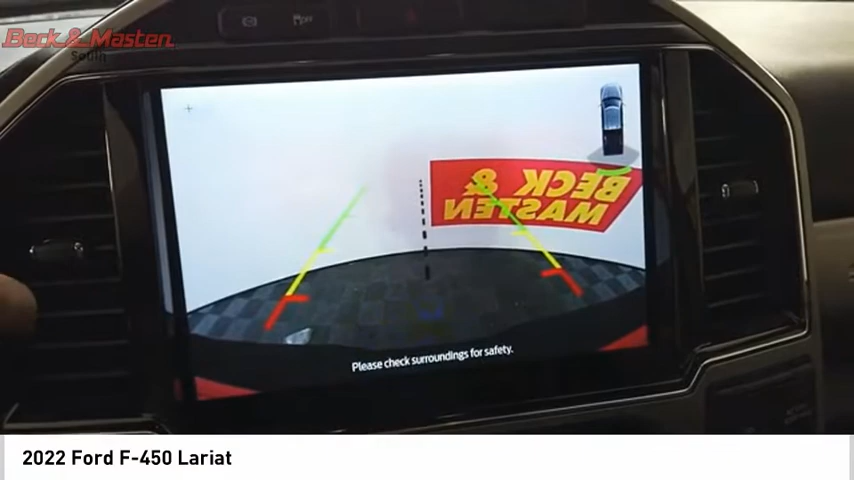 Beck & Masten
South
BECK &
MASTEN
Please check surroundings for safety.
2022 Ford F-450 Lariat